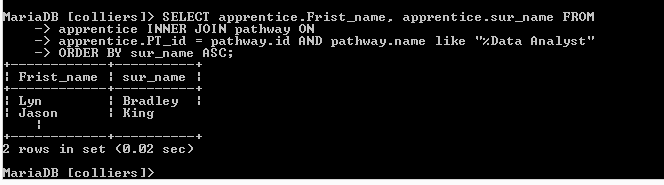 MariaDB [colliers]> SELECT apprentice.Frist_name, apprentice.sur_name FROM
    -> apprentice INNER JOIN pathway ON
    -> apprentice.PT_id = pathway.id AND pathway.name like "%Data Analyst"
    -> ORDER BY sur_name ASC;
+------------+----------+
¦ Frist_name ¦ sur_name ¦
+------------+----------+
¦ Lyn        ¦ Bradley  ¦
¦ Jason      ¦ King
    ¦
+------------+----------+
2 rows in set (0.02 sec)
MariaDB [colliers]>